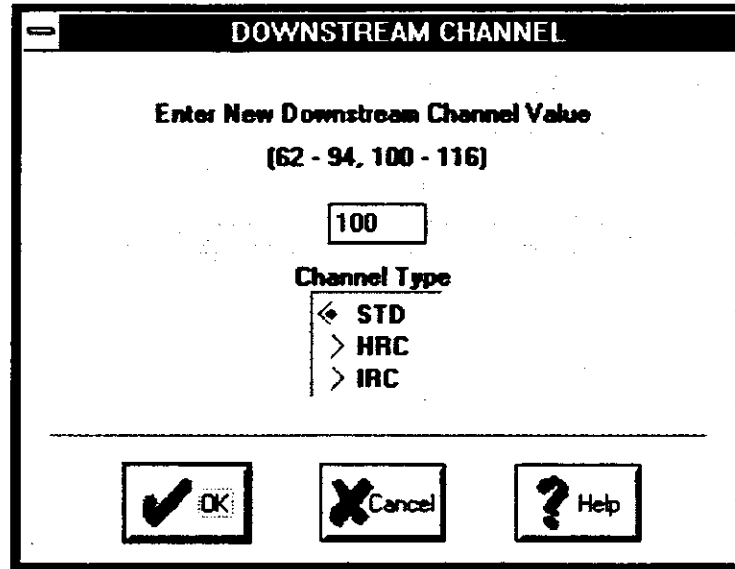 DOWNSTREAM CHANNEL
Enter New Downstream Channel Value
(62 - 94, 100 - 116)
100
Channel Type
STD
HRC
IRC
OK
Cancel
Help